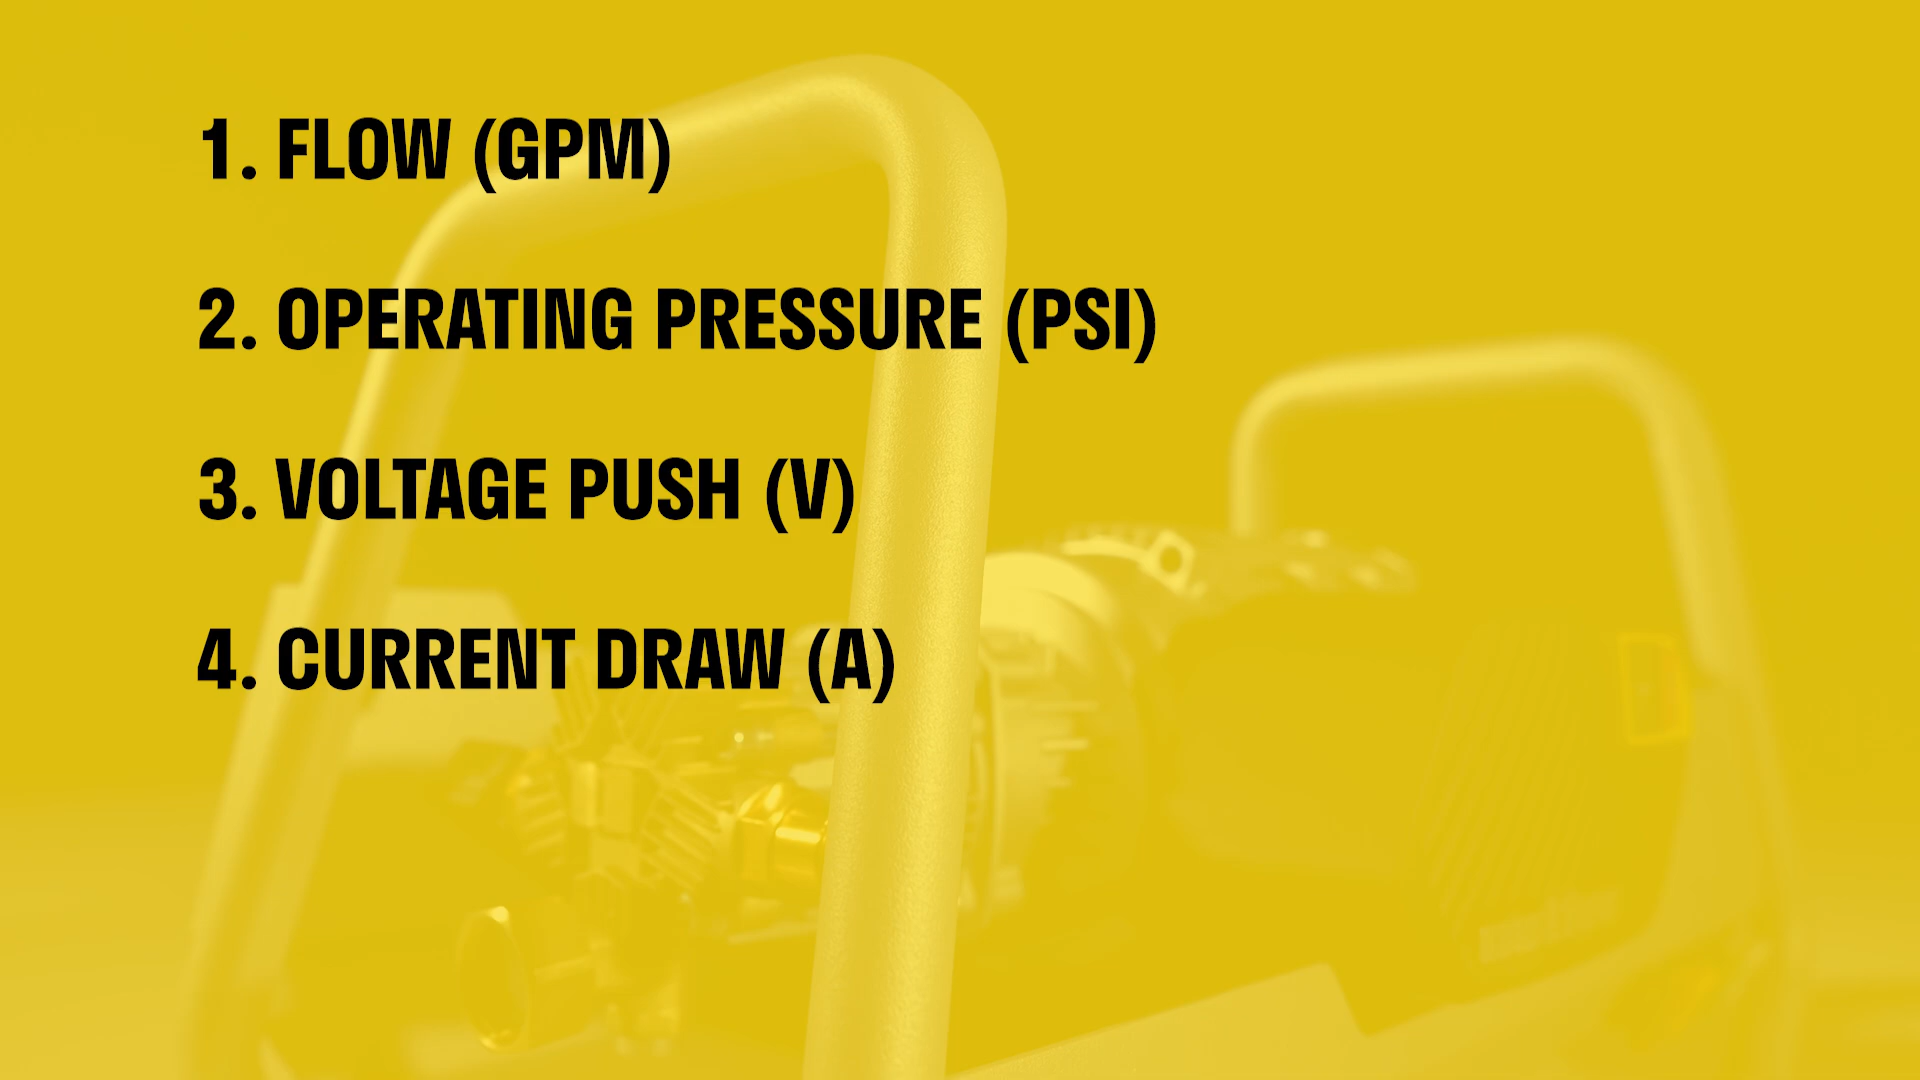 1. FLOW (GPM)
2. OPERATING PRESSURE (PSI)
3. VOLTAGE PUSH (V)
4. CURRENT DRAW (A)